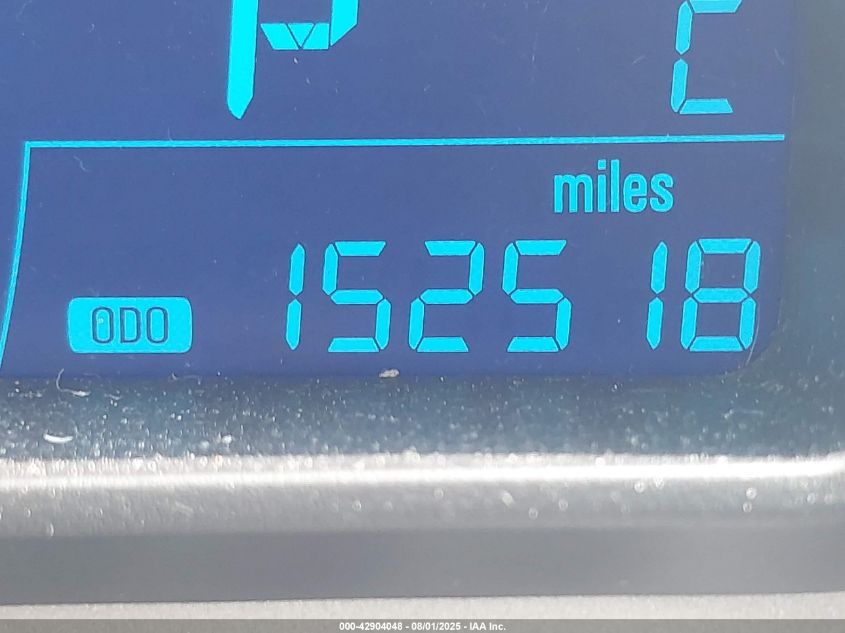 P
miles
ODO 152518
000-42904048 - 08/01/2025 - IAA Inc.